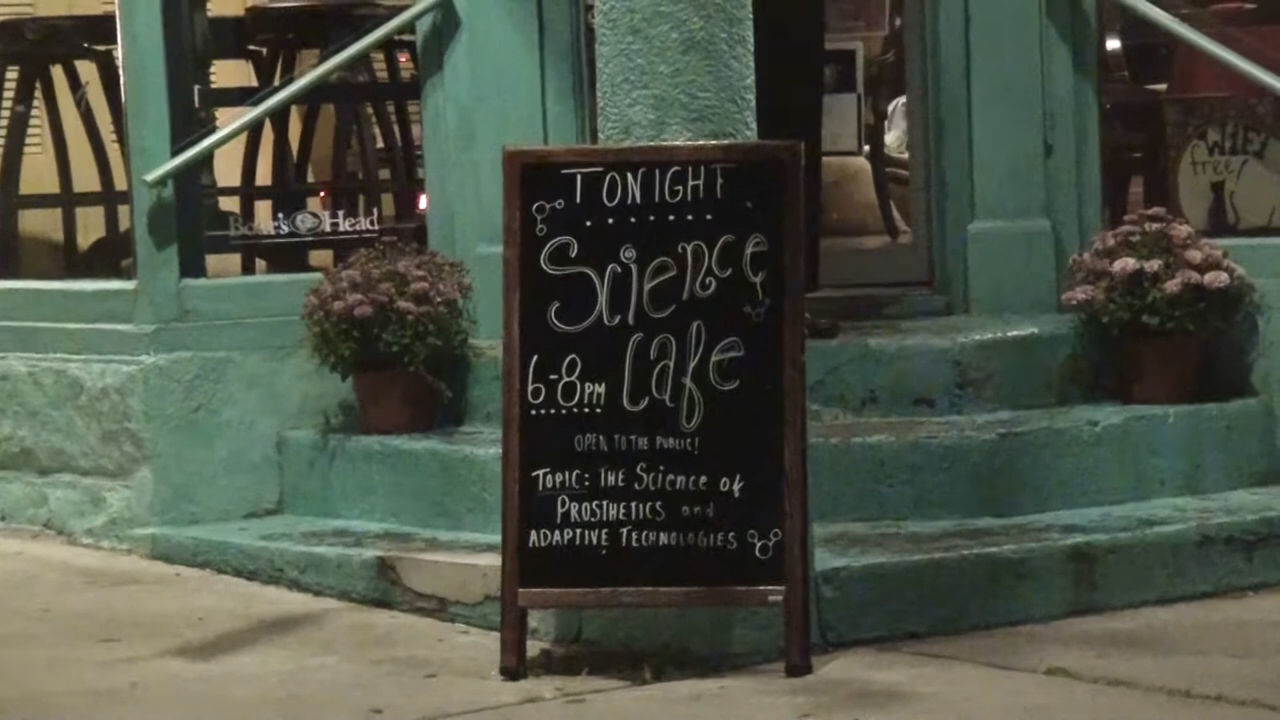 TONIGHT
Science
Cafe
6-8PM
OPEN TO THE PUBLIC!
TOPIC: THE Science of
PROSTHETICS and
ADAPTIVE TECHNOLOGIES
Boar's Head
free